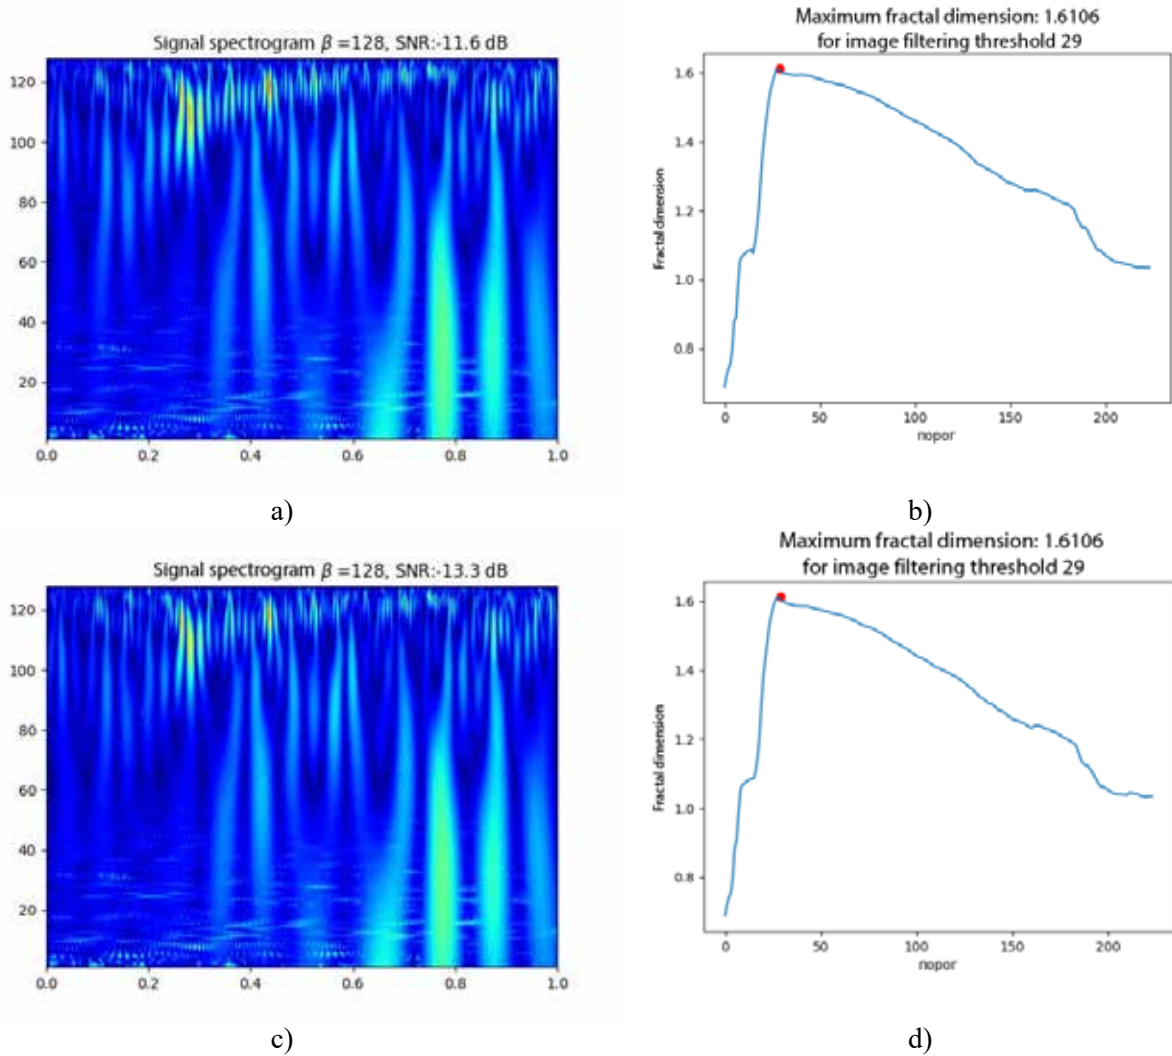 Signal spectrogram β =128, SNR:-11.6 dB
120
100
80
60
40
20
0.0 0.2 0.4 0.6 0.8 1.0
a)
Maximum fractal dimension: 1.6106
for image filtering threshold 29
1.6
1.4
1.2
1.0
0.8
Fractal dimension
0 50 100 150 200
nopor
b)
Signal spectrogram β =128, SNR:-13.3 dB
120
100
80
60
40
20
0.0 0.2 0.4 0.6 0.8 1.0
c)
Maximum fractal dimension: 1.6106
for image filtering threshold 29
1.6
1.4
1.2
1.0
0.8
Fractal dimension
0 50 100 150 200
nopor
d)